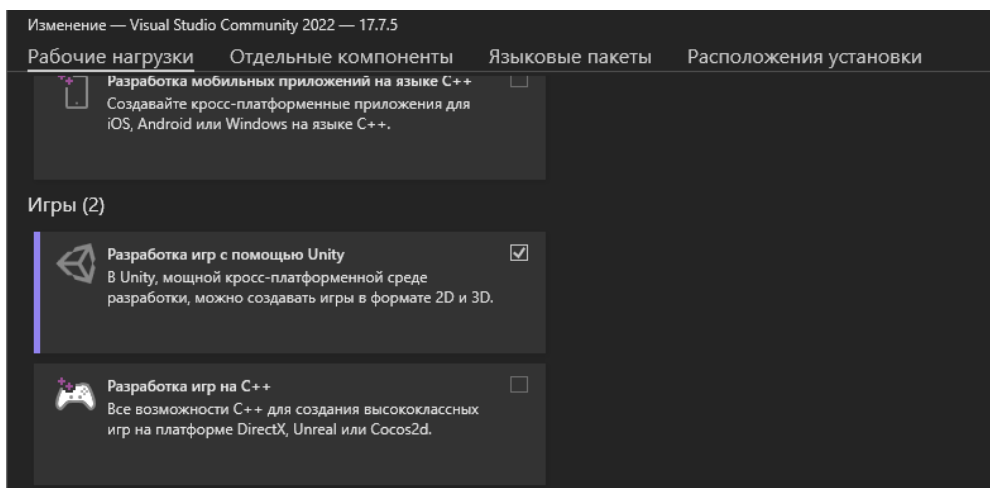 Изменение — Visual Studio Community 2022 — 17.7.5
Рабочие нагрузки Отдельные компоненты Языковые пакеты Расположения установки
Разработка мобильных приложений на языке C++
Создавайте кросс-платформенные приложения для
iOS, Android или Windows на языке C++.
Игры (2)
Разработка игр с помощью Unity
В Unity, мощной кросс-платформенной среде
разработки, можно создавать игры в формате 2D и 3D.
Разработка игр на C++
Все возможности C++ для создания высококлассных
игр на платформе DirectX, Unreal или Cocos2d.